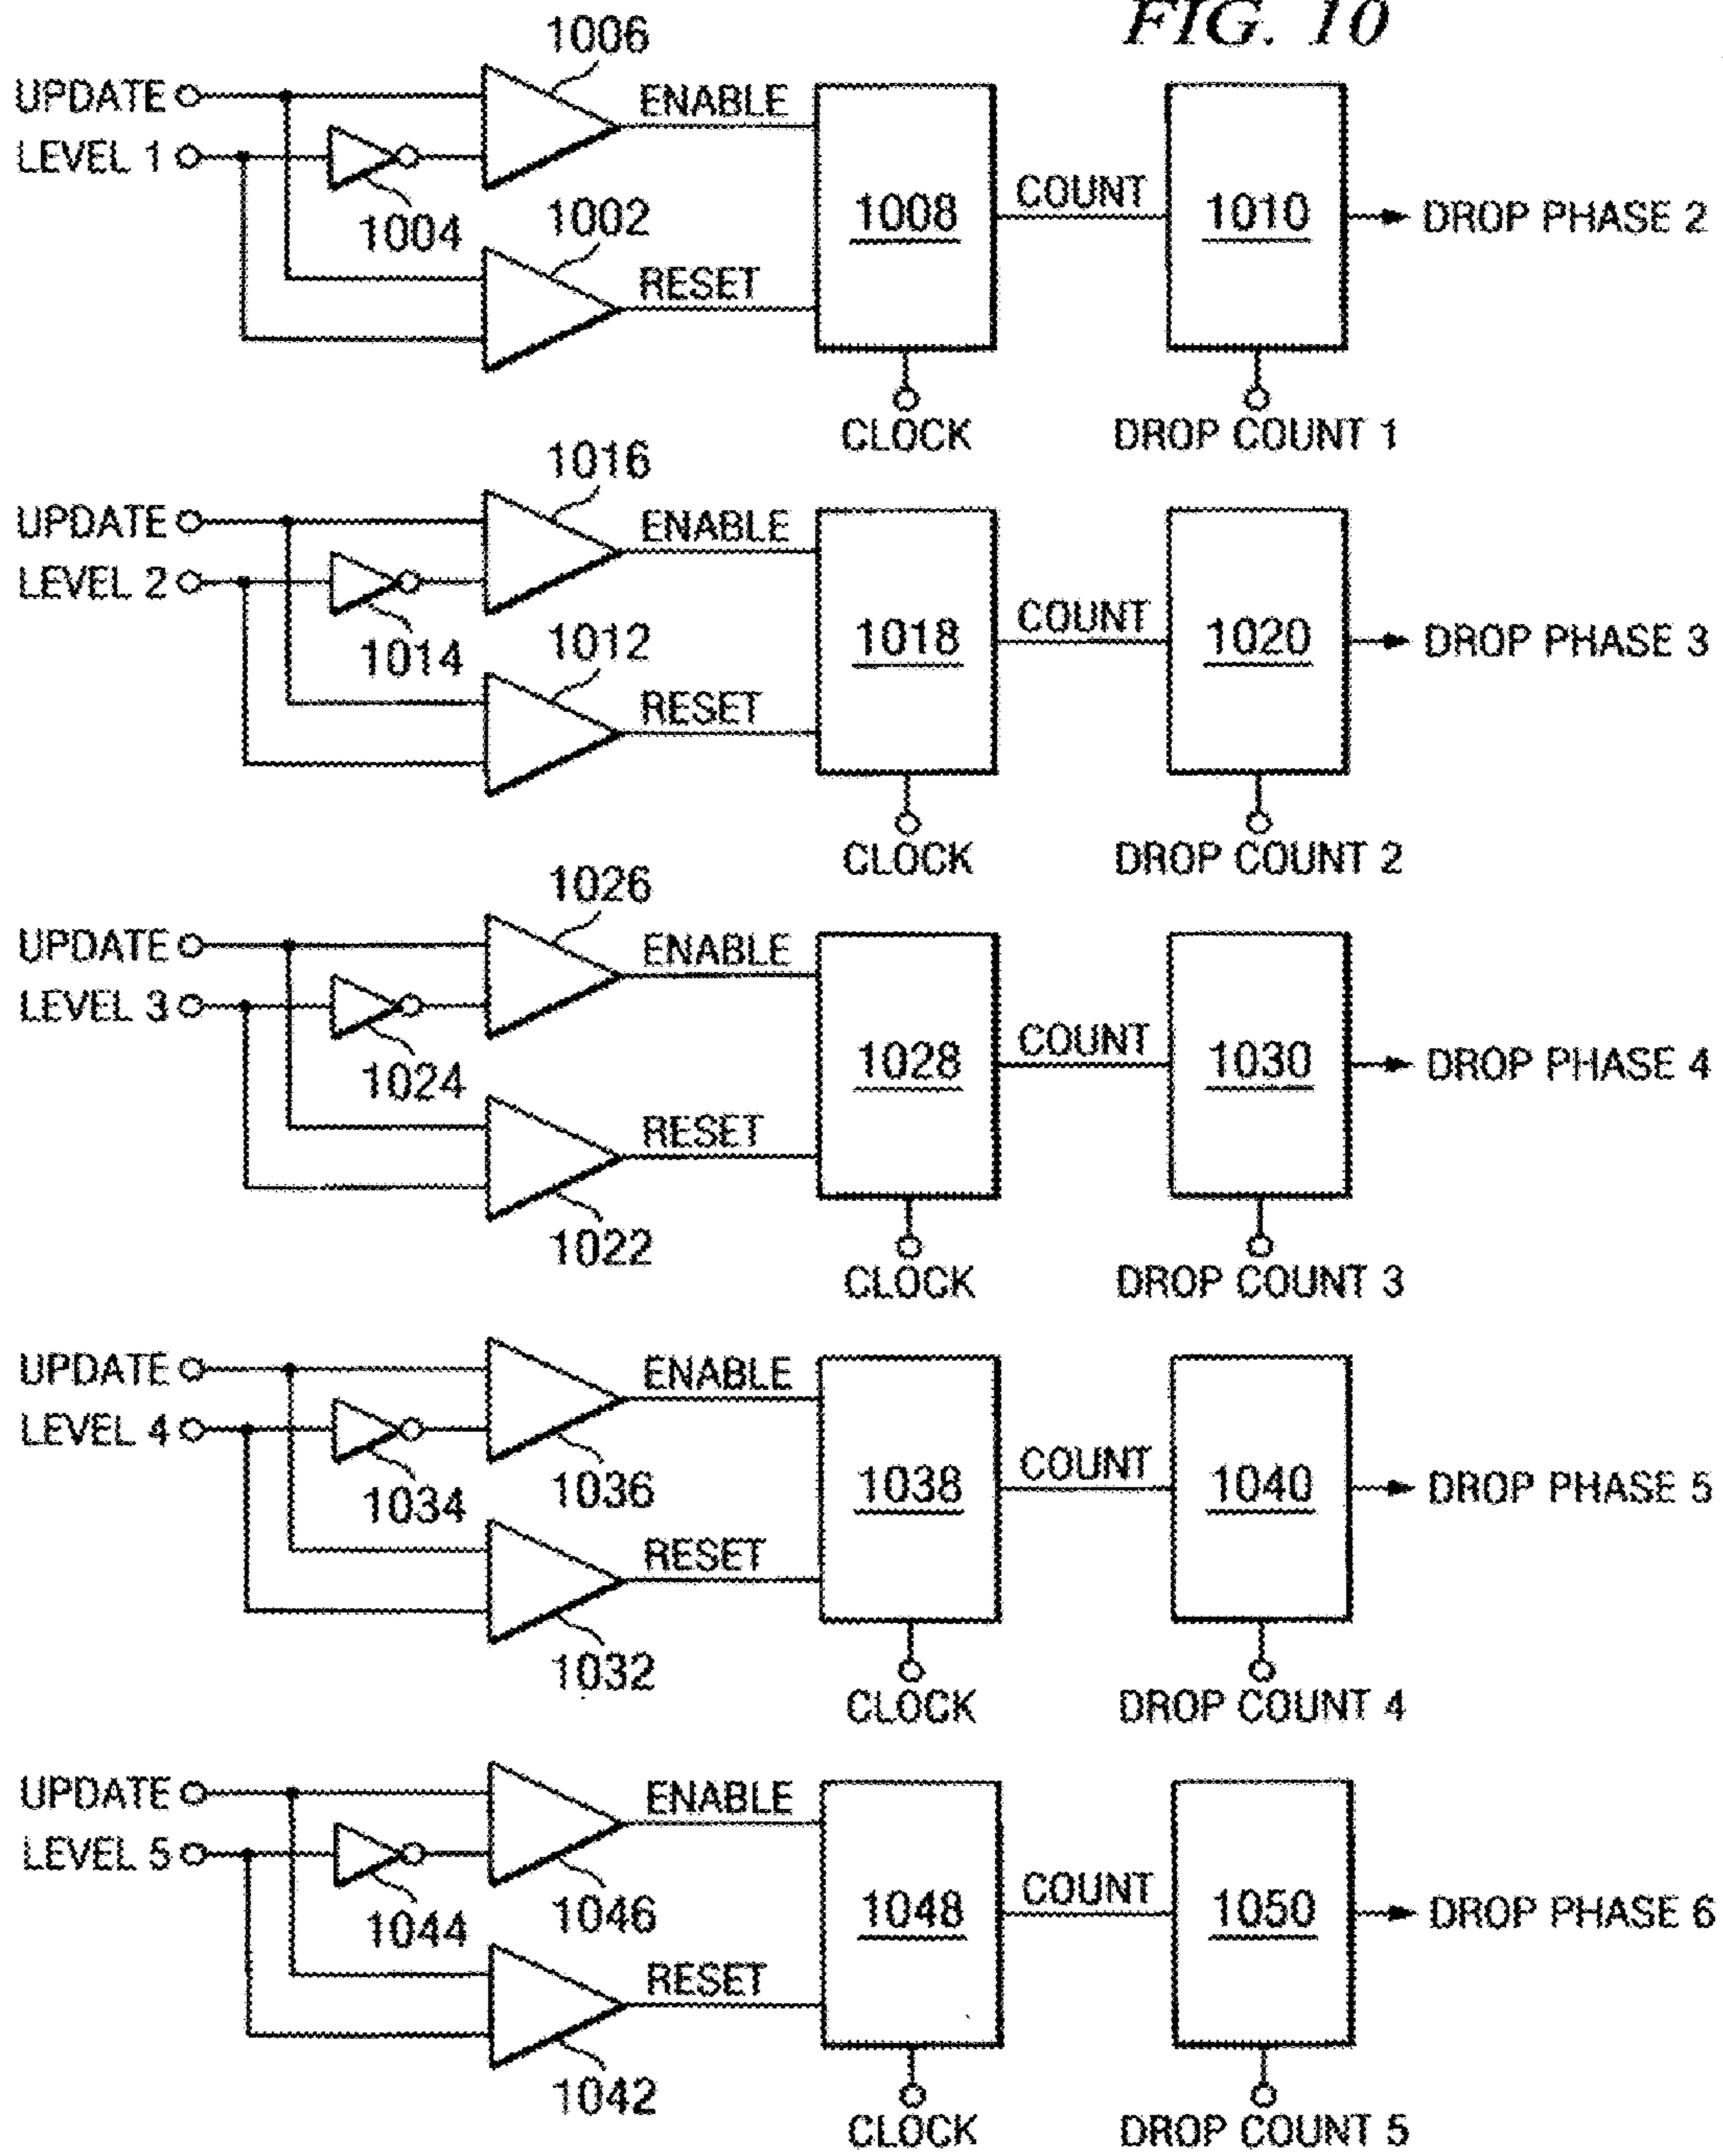 FIG. 10
1006
UPDATE
ENABLE
LEVEL 1
1004
1002
1008
COUNT
1010
DROP PHASE 2
RESET
CLOCK
DROP COUNT 1
1016
UPDATE
ENABLE
LEVEL 2
1014
1012
1018
COUNT
1020
DROP PHASE 3
RESET
CLOCK
DROP COUNT 2
1026
UPDATE
ENABLE
LEVEL 3
1024
1028
COUNT
1030
DROP PHASE 4
RESET
1022
CLOCK
DROP COUNT 3
UPDATE
ENABLE
LEVEL 4
1034
1036
1038
COUNT
1040
DROP PHASE 5
RESET
1032
CLOCK
DROP COUNT 4
UPDATE
ENABLE
LEVEL 5
1044
1046
1048
COUNT
1050
DROP PHASE 6
RESET
1042
CLOCK
DROP COUNT 5